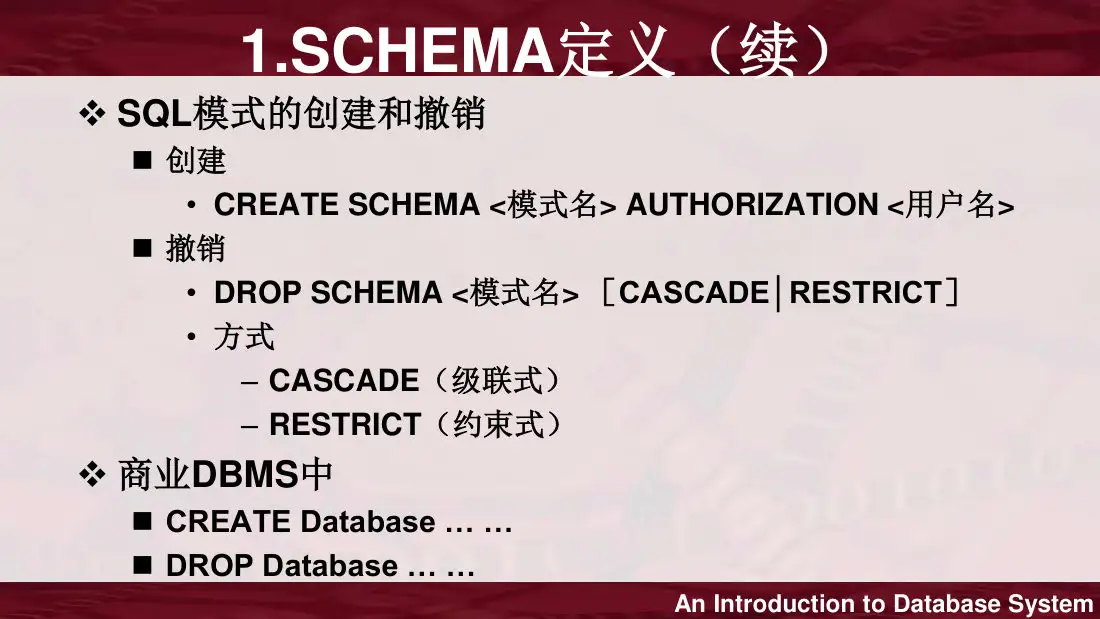 1.SCHEMA定义（续）
❖ SQL模式的创建和撤销
■ 创建
• CREATE SCHEMA <模式名> AUTHORIZATION <用户名>
■ 撤销
• DROP SCHEMA <模式名> ［CASCADE│RESTRICT］
• 方式
– CASCADE（级联式）
– RESTRICT（约束式）
❖ 商业DBMS中
■ CREATE Database … …
■ DROP Database … …
An Introduction to Database System